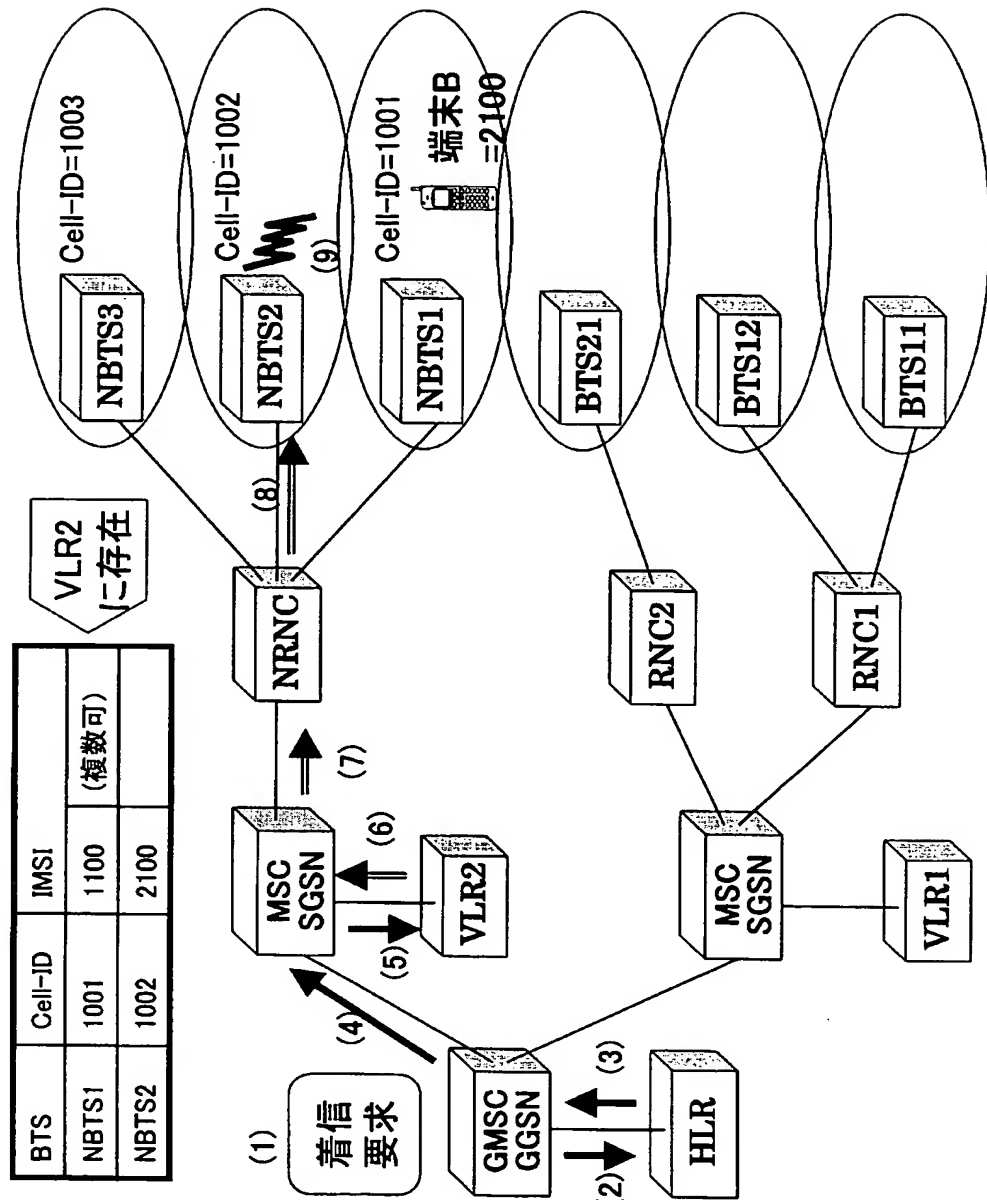 BTS Cell-ID IMSI
NBTS1 1001 1100 (複数可)
NBTS2 1002 2100
VLR2
に存在
(1)
着信
要求
GMSC
GGSN
(2)
(3)
HLR
(4)
MSC
SGSN
(5)
(6)
VLR2
(7)
NRNC
(8)
NBTS3
Cell-ID=1003
NBTS2
Cell-ID=1002
(9)
NBTS1
Cell-ID=1001
端末B
=2100
MSC
SGSN
VLR1
RNC2
RNC1
BTS21
BTS12
BTS11